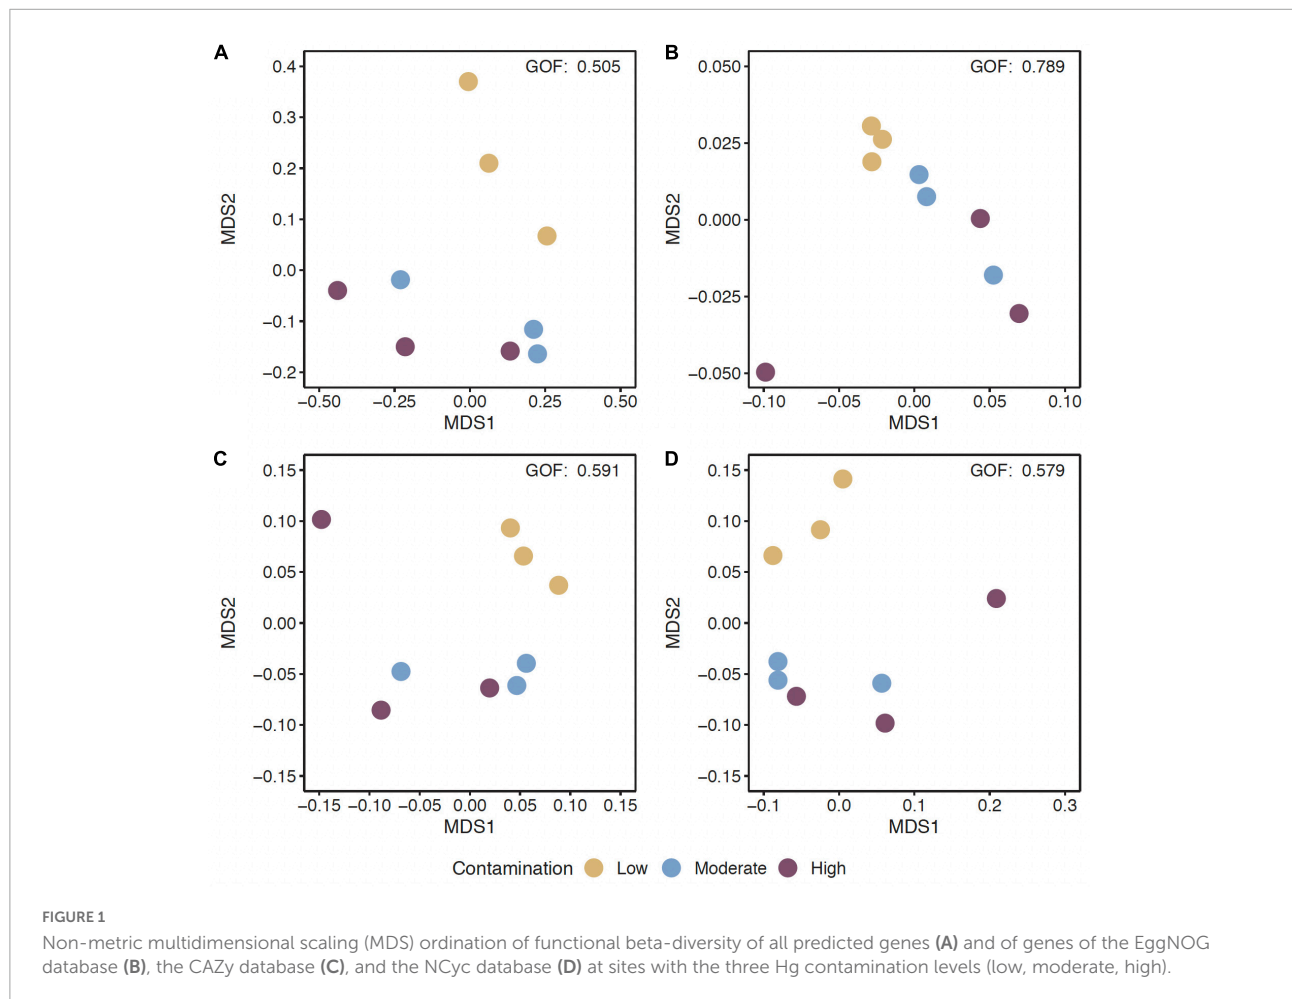 A
GOF: 0.505
0.4
0.3
0.2
0.1
0.0
−0.1
−0.2
MDS2
−0.50 −0.25 0.00 0.25 0.50
MDS1
B
GOF: 0.789
0.050
0.025
0.000
−0.025
−0.050
MDS2
−0.10 −0.05 0.00 0.05 0.10
MDS1
C
GOF: 0.591
0.15
0.10
0.05
0.00
−0.05
−0.10
−0.15
MDS2
−0.15 −0.10 −0.05 0.00 0.05 0.10 0.15
MDS1
D
GOF: 0.579
0.15
0.10
0.05
0.00
−0.05
−0.10
−0.15
MDS2
−0.1 0.0 0.1 0.2 0.3
MDS1
Contamination Low Moderate High
FIGURE 1
Non-metric multidimensional scaling (MDS) ordination of functional beta-diversity of all predicted genes (A) and of genes of the EggNOG
database (B), the CAZy database (C), and the NCyc database (D) at sites with the three Hg contamination levels (low, moderate, high).